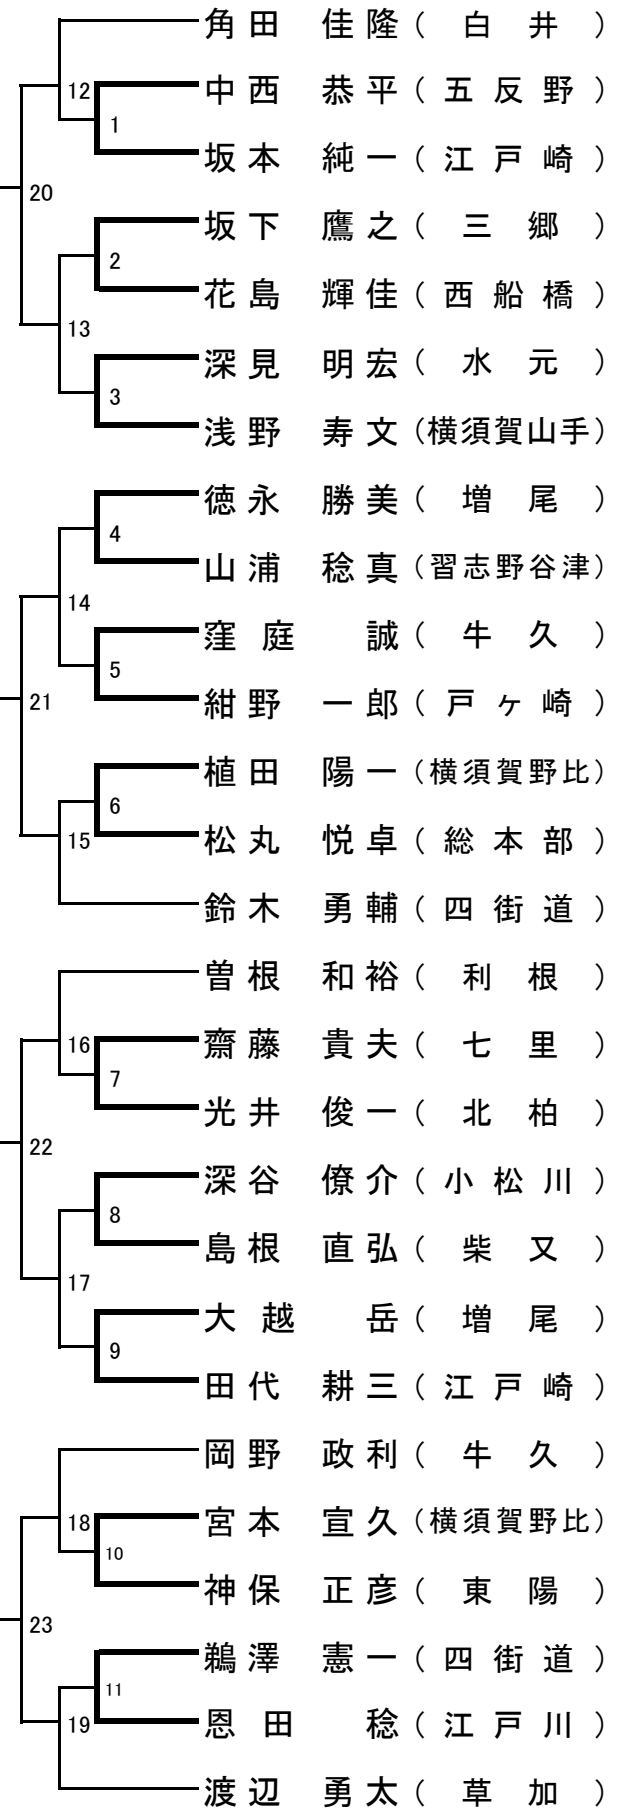 角田 佳隆 （ 白 井 ）
12
中西 恭平 （ 五 反 野 ）
1
坂本 純一 （ 江 戸 崎 ）
20
坂下 鷹之 （ 三 郷 ）
2
花島 輝佳 （ 西 船 橋 ）
13
深見 明宏 （ 水 元 ）
3
浅野 寿文 （横須賀山手）
徳永 勝美 （ 増 尾 ）
4
山浦 稔真 （習志野谷津）
14
窪庭 誠 （ 牛 久 ）
5
紺野 一郎 （ 戸 ヶ 崎 ）
21
植田 陽一 （横須賀野比）
6
松丸 悦卓 （ 総 本 部 ）
15
鈴木 勇輔 （ 四 街 道 ）
曽根 和裕 （ 利 根 ）
16
齋藤 貴夫 （ 七 里 ）
7
光井 俊一 （ 北 柏 ）
22
深谷 僚介 （ 小 松 川 ）
8
島根 直弘 （ 柴 又 ）
17
大越 岳 （ 増 尾 ）
9
田代 耕三 （ 江 戸 崎 ）
岡野 政利 （ 牛 久 ）
18
宮本 宣久 （横須賀野比）
10
神保 正彦 （ 東 陽 ）
23
鵜澤 憲一 （ 四 街 道 ）
11
恩田 稔 （ 江 戸 川 ）
19
渡辺 勇太 （ 草 加 ）